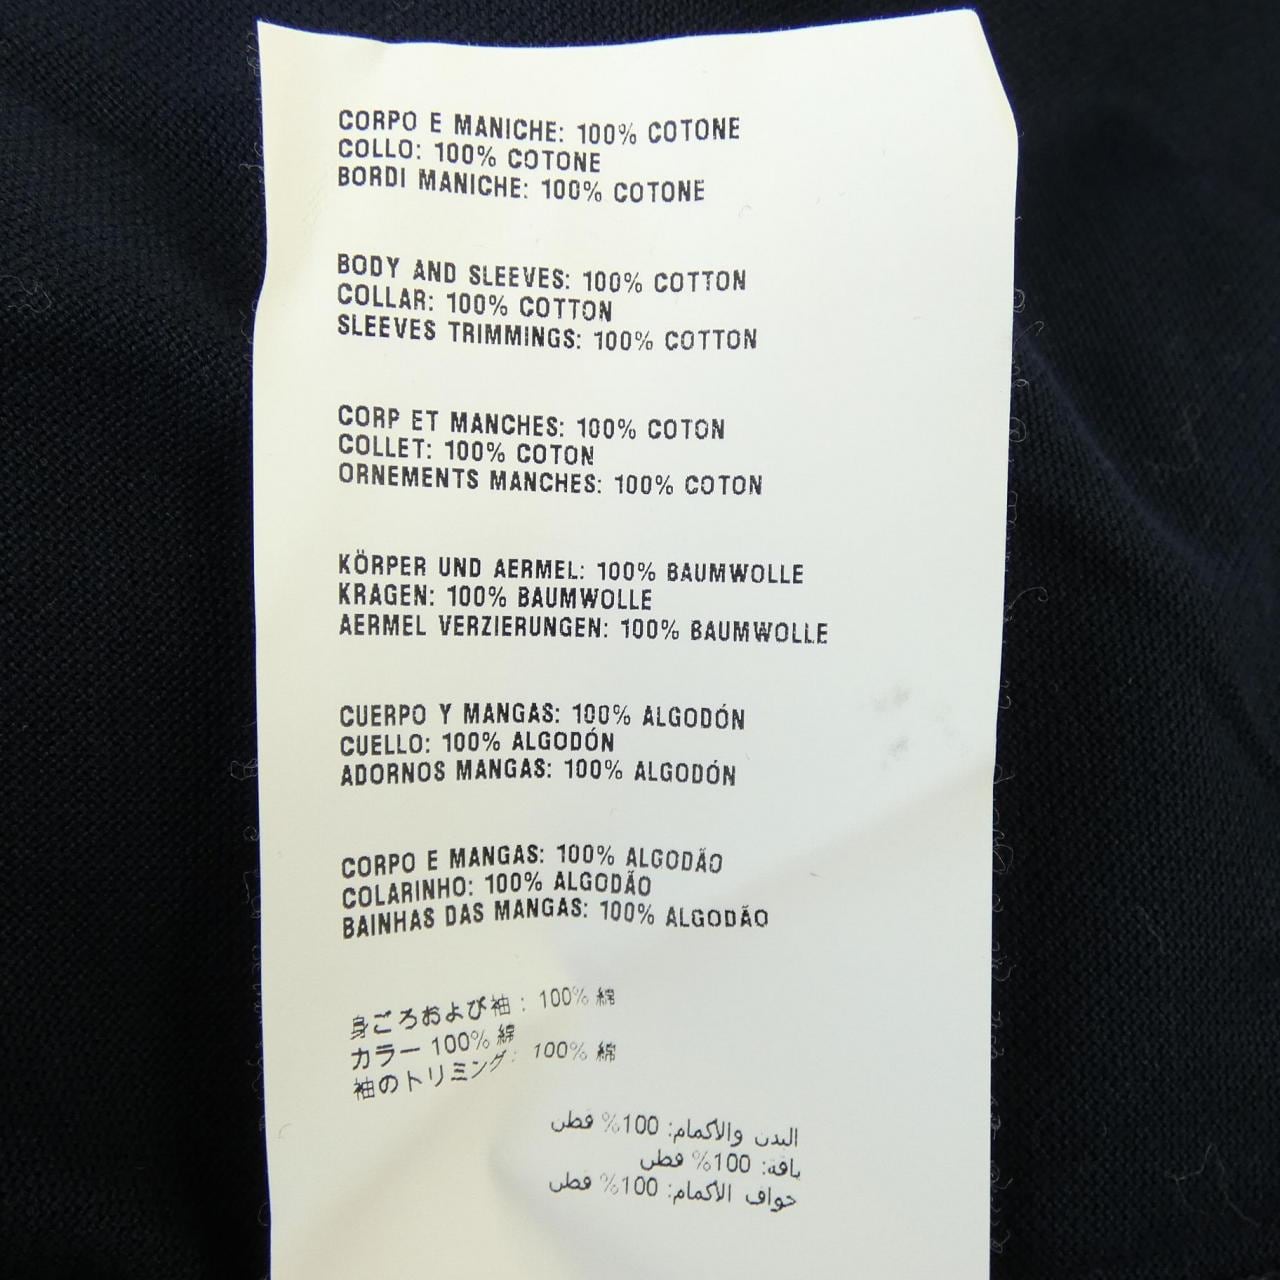 CORPO E MANICHE: 100% COTONE
COLLO: 100% COTONE
BORDI MANICHE: 100% COTONE
BODY AND SLEEVES: 100% COTTON
COLLAR: 100% COTTON
SLEEVES TRIMMINGS: 100% COTTON
CORP ET MANCHES: 100% COTON
COLLET: 100% COTON
ORNEMENTS MANCHES: 100% COTON
KÖRPER UND AERMEL: 100% BAUMWOLLE
KRAGEN: 100% BAUMWOLLE
AERMEL VERZIERUNGEN: 100% BAUMWOLLE
CUERPO Y MANGAS: 100% ALGODÓN
CUELLO: 100% ALGODÓN
ADORNOS MANGAS: 100% ALGODÓN
CORPO E MANGAS: 100% ALGODÃO
COLARINHO: 100% ALGODÃO
BAINHAS DAS MANGAS: 100% ALGODÃO
身ごろおよび袖: 100% 綿
カラー 100% 綿
袖のトリミング: 100% 綿
البدن والأكمام: 100% قطن
ياقة: 100% قطن
حواف الأكمام: 100% قطن